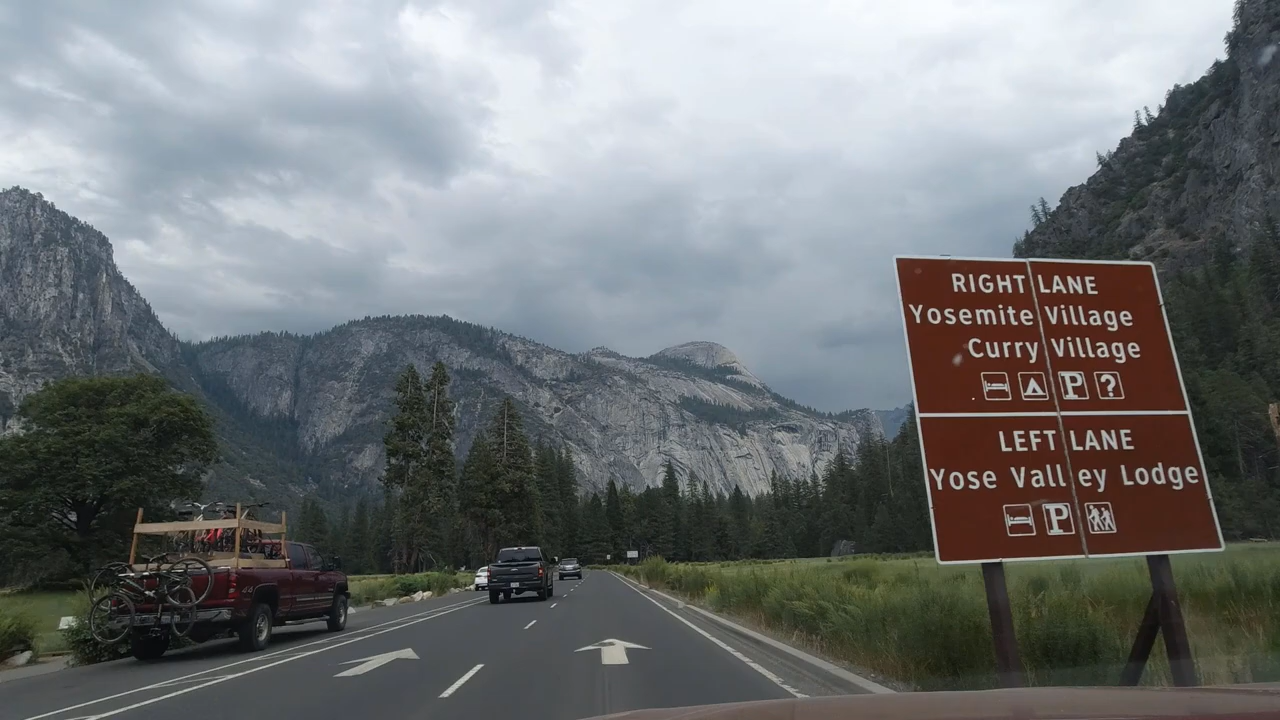 RIGHT LANE
Yosemite Village
Curry Village
P ?
LEFT LANE
Yose Valley Lodge
P